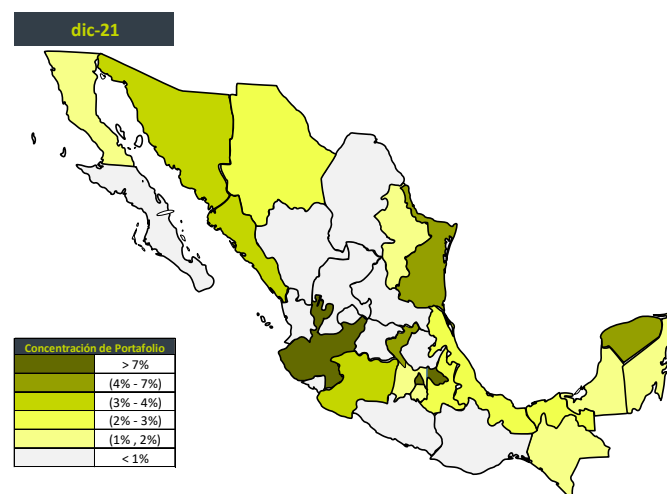 dic-21
Concentración de Portafolio
> 7%
(4% - 7%)
(3% - 4%)
(2% - 3%)
(1% , 2%)
< 1%